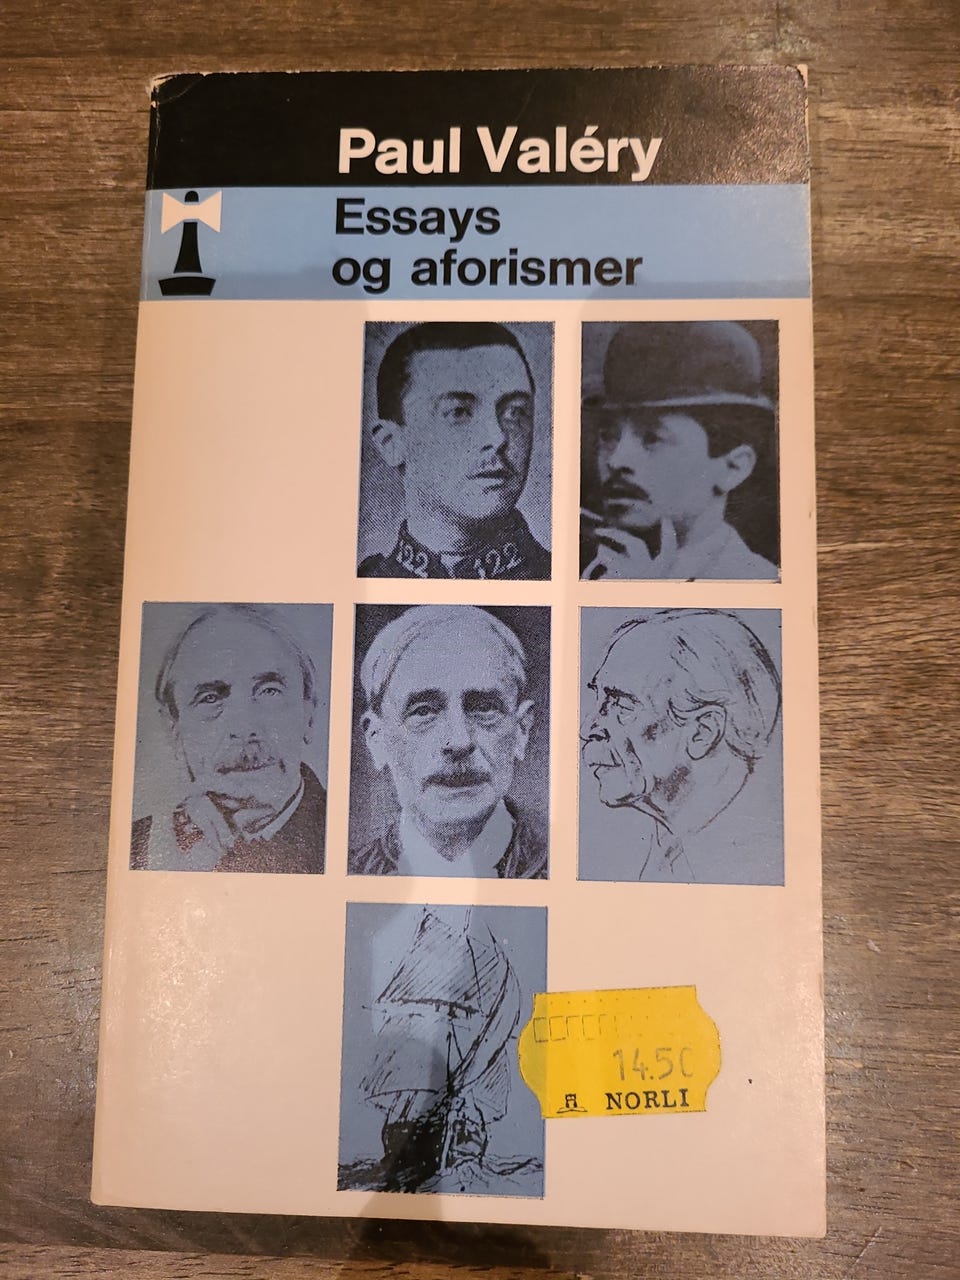 Paul Valéry
Essays
og aforismer
122 122
14.50
NORLI